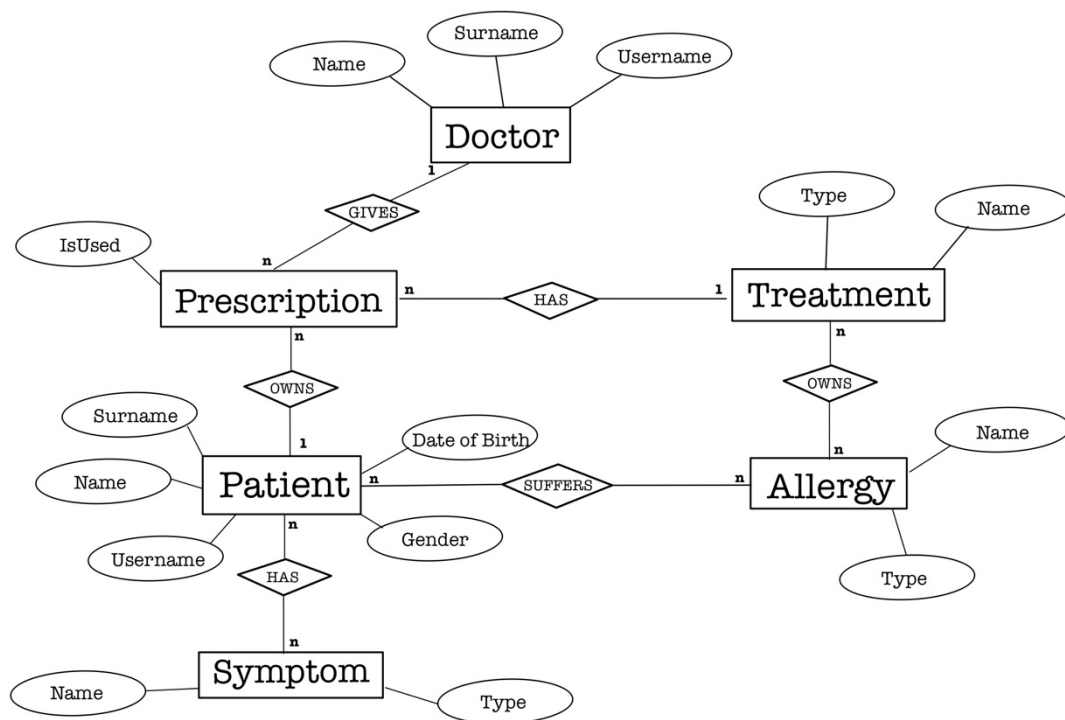 Surname
Name
Username
Doctor
1
GIVES
Type
Name
IsUsed
n
Prescription
n
HAS
1
Treatment
n
n
OWNS
OWNS
Surname
1
Date of Birth
n
Name
Name
Patient
n
SUFFERS
n
Allergy
n
Username
Gender
HAS
Type
n
Symptom
Name
Type